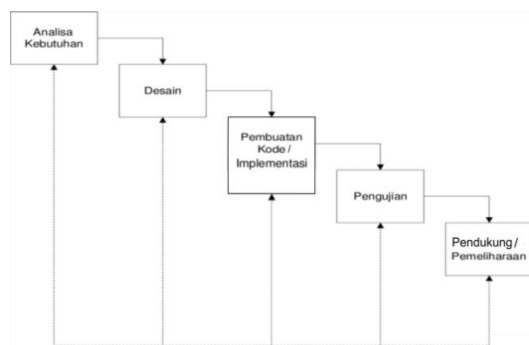 Analisa
Kebutuhan
Desain
Pembuatan
Kode /
Implementasi
Pengujian
Pendukung /
Pemeliharaan